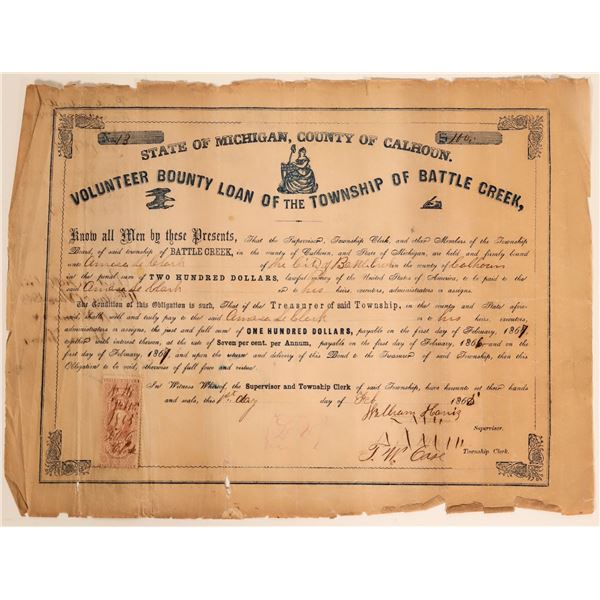 13 $ 100
STATE OF MICHIGAN, COUNTY OF CALHOUN.
VOLUNTEER BOUNTY LOAN OF THE TOWNSHIP OF BATTLE CREEK,
Know all Men by these Presents, That the Supervisor, Township Clerk, and other Members of the Township
Board, of said township of BATTLE CREEK, in the county of Calhoun, and State of Michigan, are held and firmly bound
unto Amasa de Clark of the City of in the county of Calhoun
in that penal sum of TWO HUNDRED DOLLARS, lawful money of the United States of America, to be paid to the
said Amasa de Clark or to his heirs, executors, administrators or assigns.
The Condition of this Obligation is such, That if the Treasurer of said Township, in the county and State afore-
said, shall well and truly pay to the said Amasa de Clark or to his heirs, executors,
administrators or assigns, the just and full sum of ONE HUNDRED DOLLARS, payable on the first of February, 1867,
together with interest thereon, at the rate of Seven per cent. per Annum, payable on the first day of February, 1866 and on the
first day of February, 1867, and upon the return and delivery of this Bond to the Treasurer of said Township, then this
Obligation to be void, otherwise of full force and virtue.
In Witness Whereof, the Supervisor and Township Clerk of said Township, have hereunto set their hands
and seals, this 1st day day of Feb 1865
William Harris
Supervisor.
T. W. Case
Township Clerk.